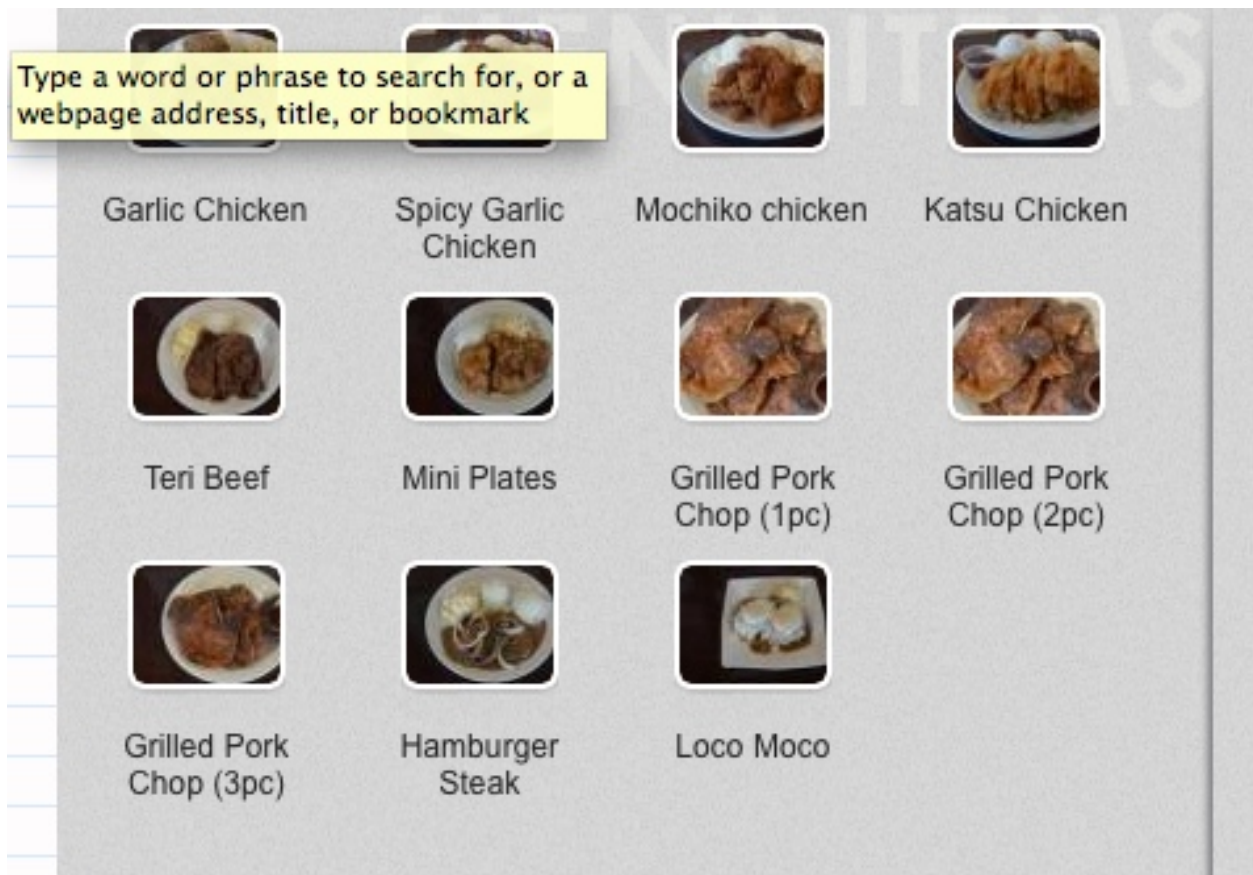 MENU ITEMS
Type a word or phrase to search for, or a
webpage address, title, or bookmark
Garlic Chicken
Spicy Garlic
Chicken
Mochiko chicken
Katsu Chicken
Teri Beef
Mini Plates
Grilled Pork
Chop (1pc)
Grilled Pork
Chop (2pc)
Grilled Pork
Chop (3pc)
Hamburger
Steak
Loco Moco